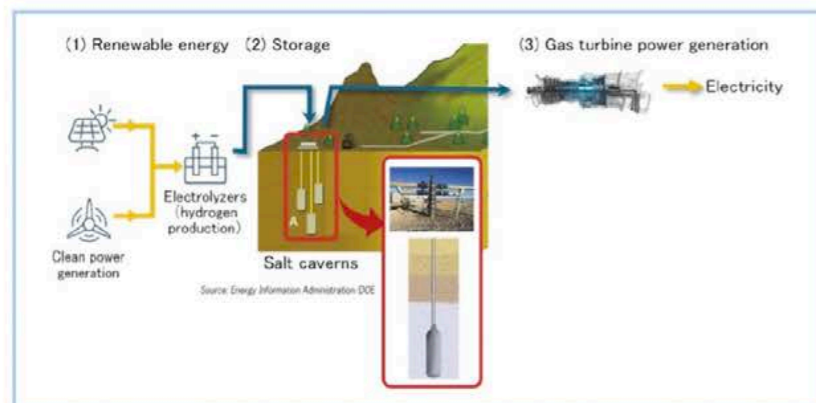 (1) Renewable energy
(2) Storage
(3) Gas turbine power generation
Electricity
+ −
Electrolyzers
(hydrogen
production)
A
Clean power
generation
Salt caverns
Source: Energy Information Administration DOE